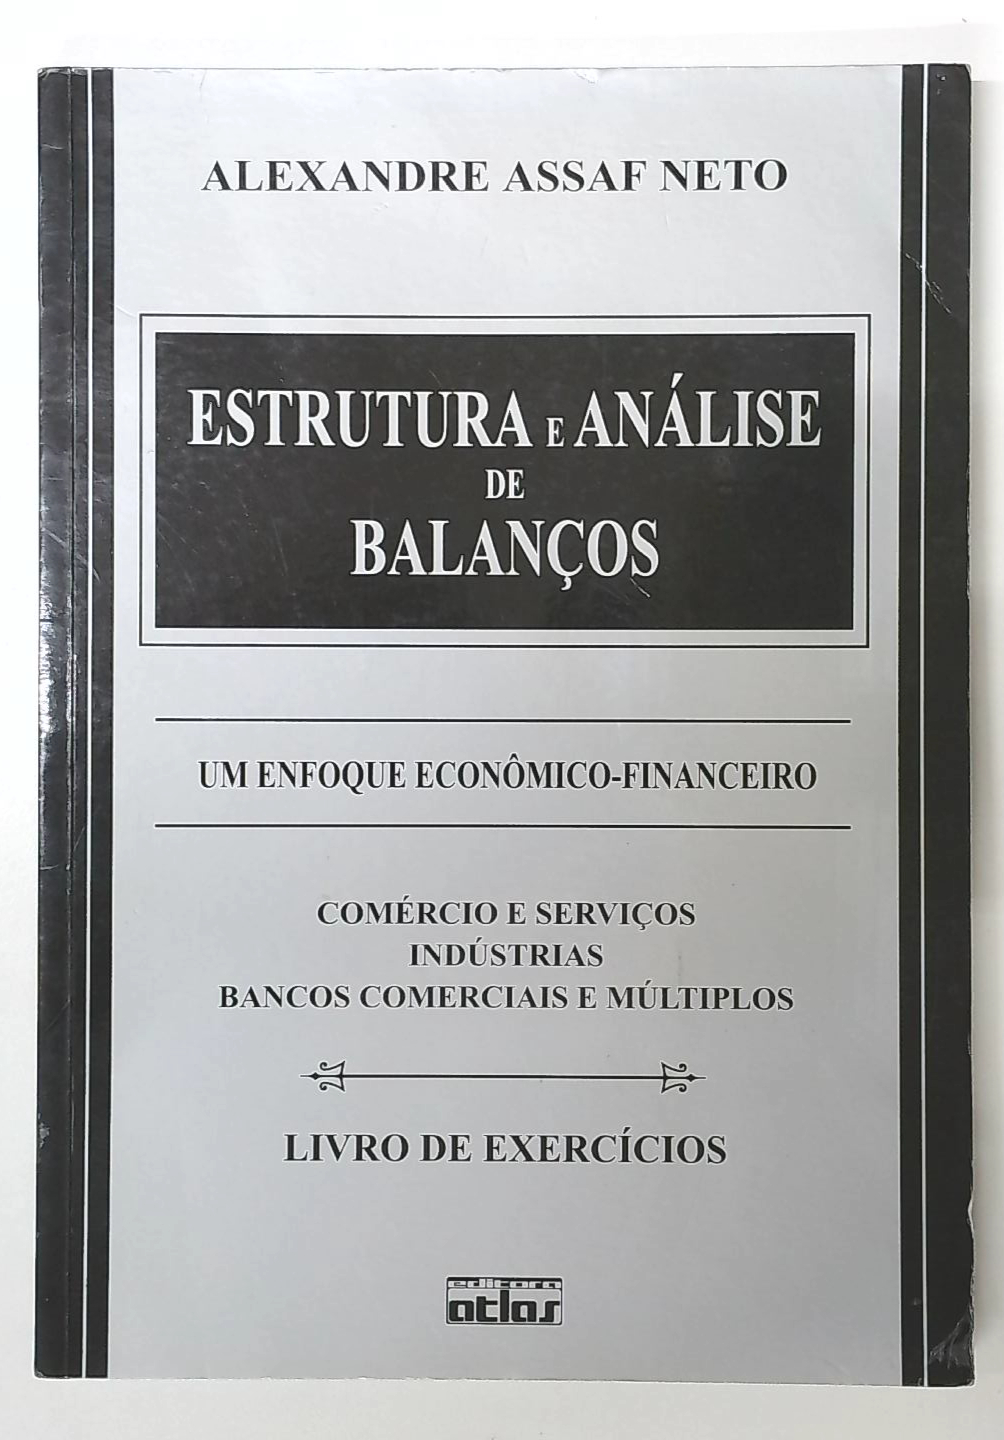 ALEXANDRE ASSAF NETO
ESTRUTURA E ANÁLISE
DE
BALANÇOS
UM ENFOQUE ECONÔMICO-FINANCEIRO
COMÉRCIO E SERVIÇOS
INDÚSTRIAS
BANCOS COMERCIAIS E MÚLTIPLOS
LIVRO DE EXERCÍCIOS
editora
atlas